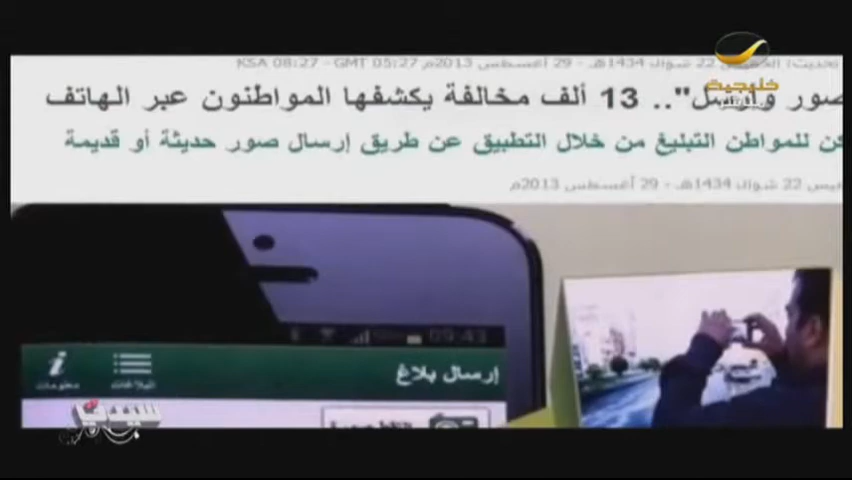 خليجية
تحديث: الخميس 22 شوال 1434هـ - 29 أغسطس 2013م KSA 08:27 - GMT 05:27
صور وأرسل".. 13 ألف مخالفة يكشفها المواطنون عبر الهاتف
كن للمواطن التبليغ من خلال التطبيق عن طريق إرسال صور حديثة أو قديمة
ميس 22 شوال 1434هـ - 29 أغسطس 2013م
09:43
إرسال بلاغ
البلاغات
معلومات